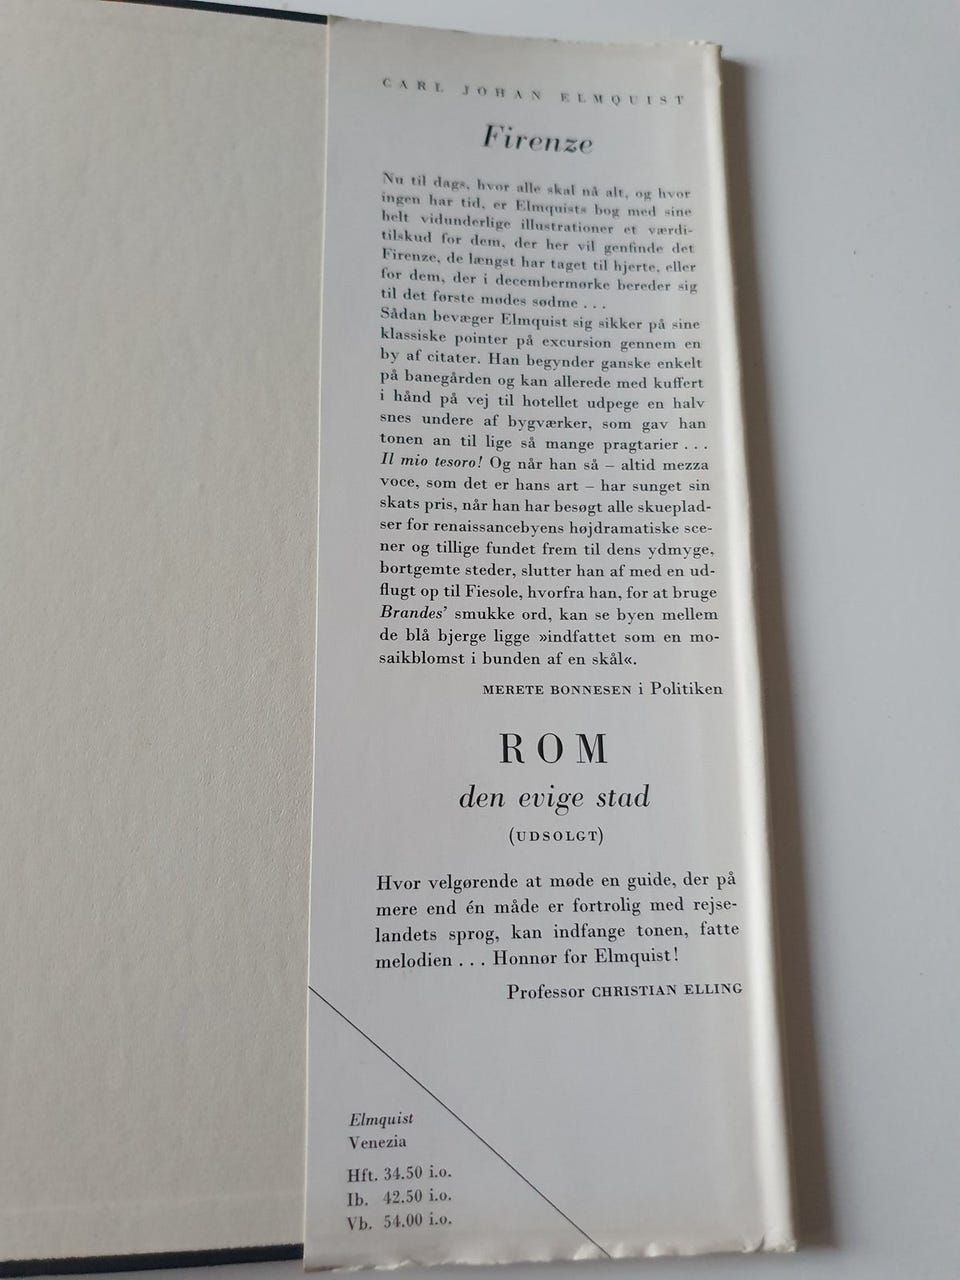 CARL JOHAN ELMQUIST
Firenze
Nu til dags, hvor alle skal nå alt, og hvor
ingen har tid, er Elmquists bog med sine
helt vidunderlige illustrationer et værdi-
tilskud for dem, der her vil genfinde det
Firenze, de længst har taget til hjerte, eller
for dem, der i decembermørke bereder sig
til det første mødes sødme . . .
Sådan bevæger Elmquist sig sikker på sine
klassiske pointer på excursion gennem en
by af citater. Han begynder ganske enkelt
på banegården og kan allerede med kuffert
i hånd på vej til hotellet udpege en halv
snes undere af bygværker, som gav han
tonen an til lige så mange pragtarier . . .
Il mio tesoro! Og når han så – altid mezza
voce, som det er hans art – har sunget sin
skats pris, når han har besøgt alle skueplad-
ser for renaissancebyens højdramatiske sce-
ner og tillige fundet frem til dens ydmyge,
bortgemte steder, slutter han af med en ud-
flugt op til Fiesole, hvorfra han, for at bruge
Brandes' smukke ord, kan se byen mellem
de blå bjerge ligge »indfattet som en mo-
saikblomst i bunden af en skål«.
MERETE BONNESEN i Politiken
ROM
den evige stad
(UDSOLGT)
Hvor velgørende at møde en guide, der på
mere end én måde er fortrolig med rejse-
landets sprog, kan indfange tonen, fatte
melodien . . . Honnør for Elmquist!
Professor CHRISTIAN ELLING
Elmquist
Venezia
Hft. 34.50 i.o.
Ib. 42.50 i.o.
Vb. 54.00 i.o.